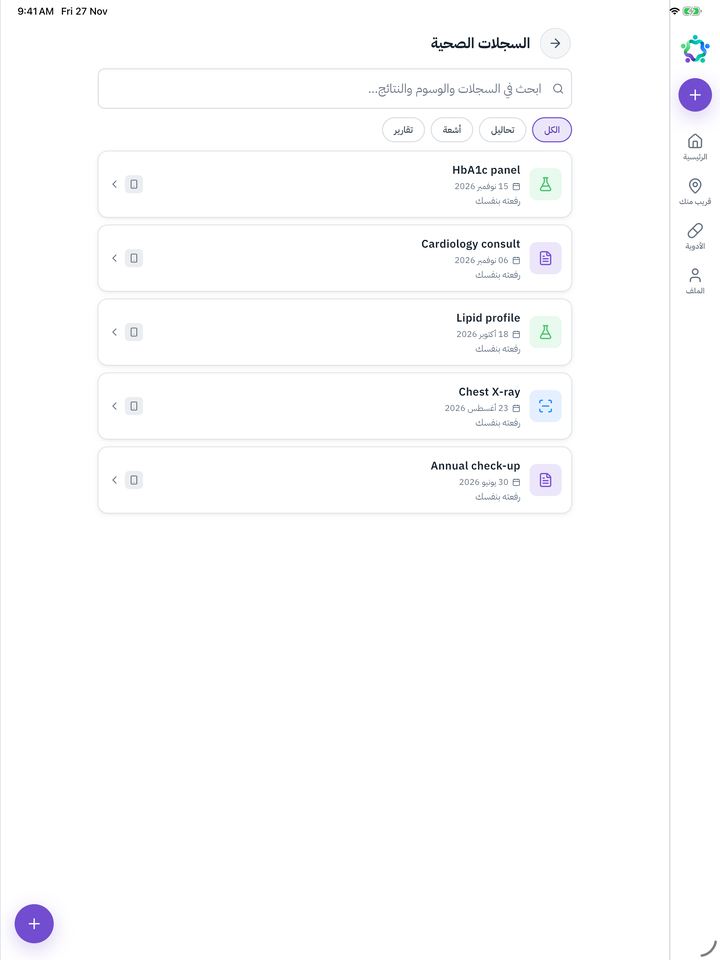 9:41 AM Fri 27 Nov
السجلات الصحية
ابحث في السجلات والوسوم والنتائج...
الكل
تحاليل
أشعة
تقارير
HbA1c panel
15 نوفمبر 2026
رفعته بنفسك
Cardiology consult
06 نوفمبر 2026
رفعته بنفسك
Lipid profile
18 أكتوبر 2026
رفعته بنفسك
Chest X-ray
23 أغسطس 2026
رفعته بنفسك
Annual check-up
30 يونيو 2026
رفعته بنفسك
الرئيسية
قريب منك
الأدوية
الملف